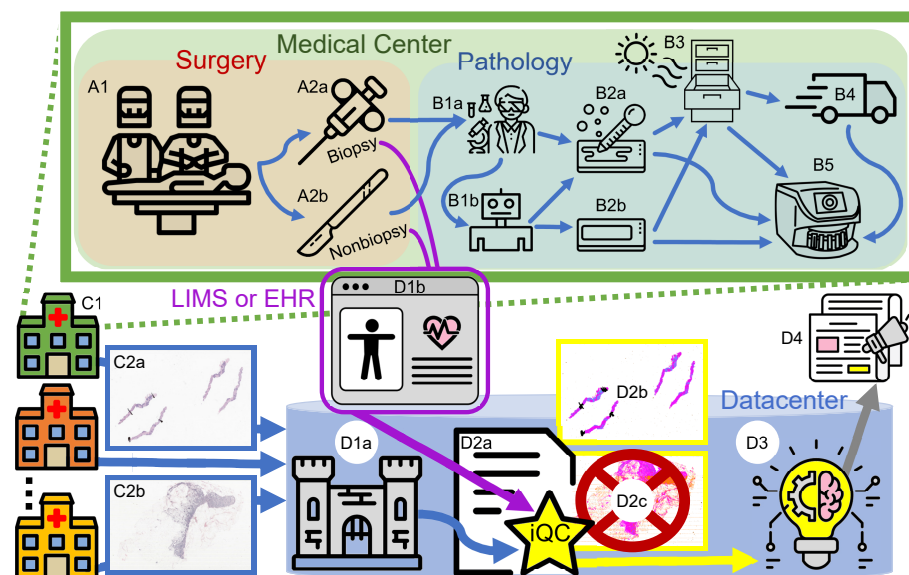 Medical Center
Surgery
Pathology
A1
A2a
Biopsy
A2b
Nonbiopsy
B1a
B1b
B2a
B2b
B3
B4
B5
LIMS or EHR
D1b
C1
C2a
C2b
D1a
D2a
iQC
D2b
D2c
Datacenter
D3
D4